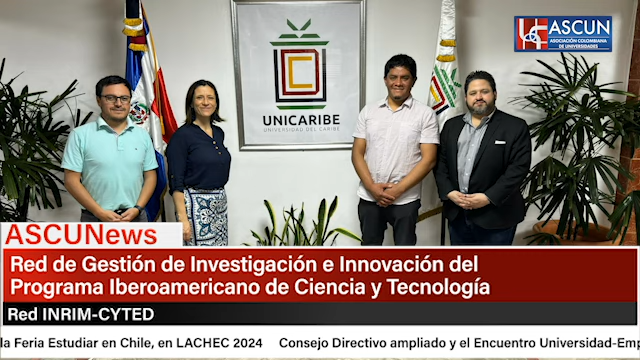 ASCUN
ASOCIACIÓN COLOMBIANA
DE UNIVERSIDADES
UNICARIBE
UNIVERSIDAD DEL CARIBE
ASCUNews
Red de Gestión de Investigación e Innovación del
Programa Iberoamericano de Ciencia y Tecnología
Red INRIM-CYTED
la Feria Estudiar en Chile, en LACHEC 2024 Consejo Directivo ampliado y el Encuentro Universidad-Emp